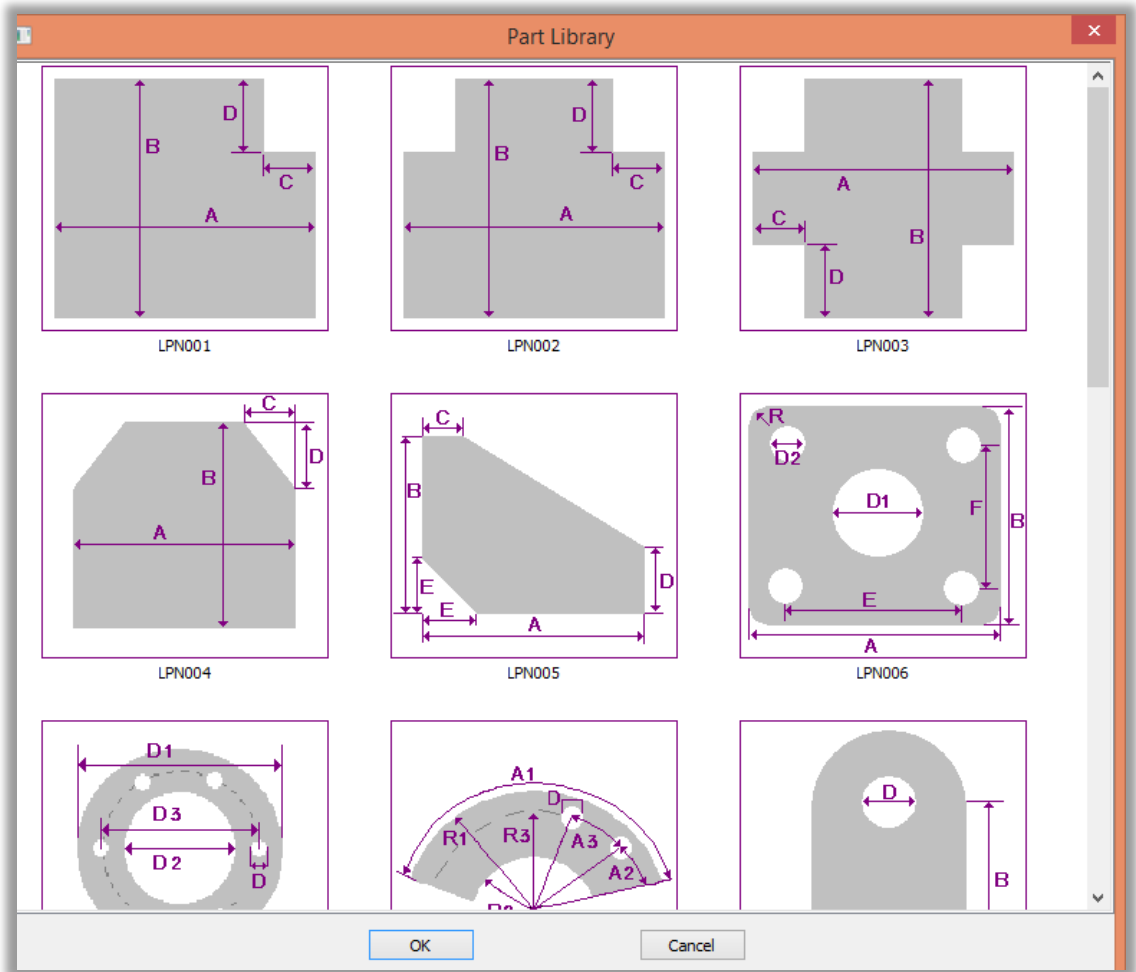 Part Library
D
B
C
A
LPN001
D
B
C
A
LPN002
A
C
B
D
LPN003
C
D
B
A
LPN004
C
B
D
E
E
A
LPN005
R
D2
D1
F
B
E
A
LPN006
D1
D3
D2
D
A1
D
R1
R3
A3
A2
D
B
OK
Cancel